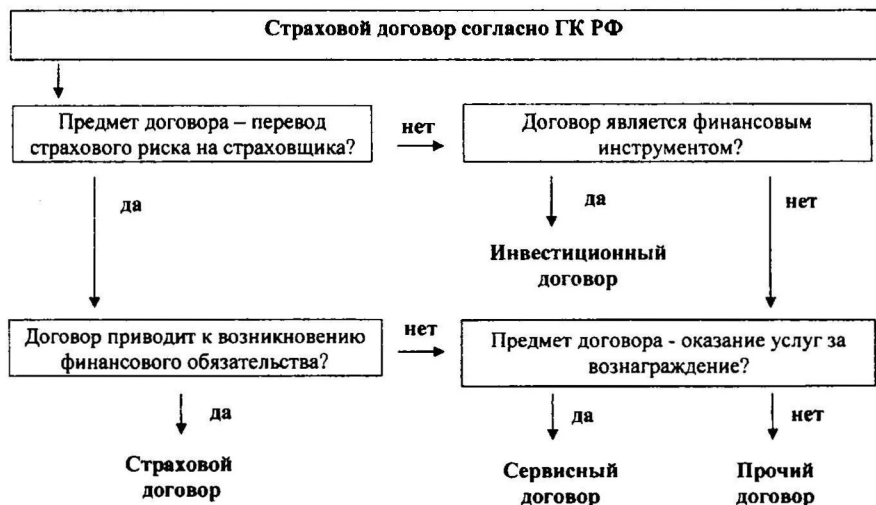 Страховой договор согласно ГК РФ
Предмет договора – перевод
страхового риска на страховщика?
нет
Договор является финансовым
инструментом?
да
да
нет
Инвестиционный
договор
Договор приводит к возникновению
финансового обязательства?
нет
Предмет договора - оказание услуг за
вознаграждение?
да
да
нет
Страховой
договор
Сервисный
договор
Прочий
договор